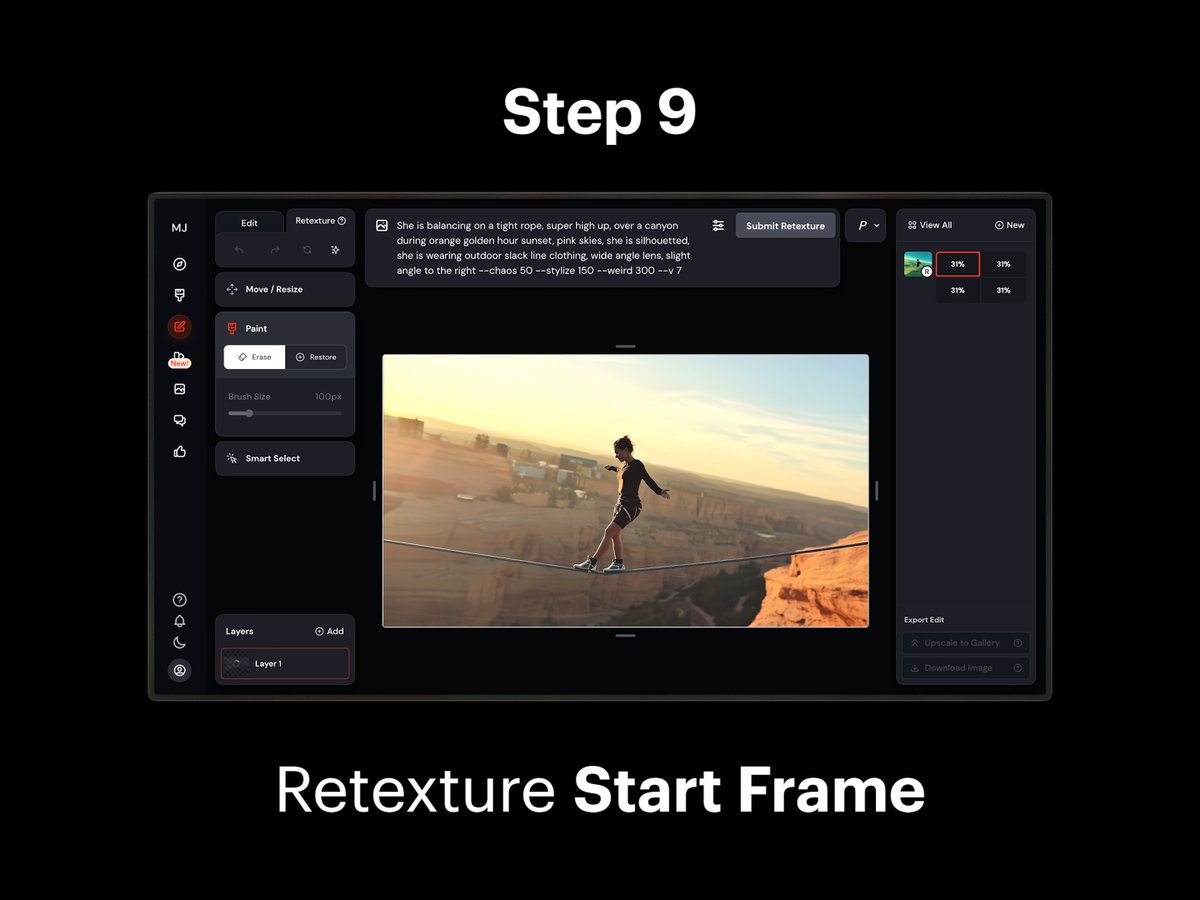 Step 9
MJ
New!
Edit
Retexture
Move / Resize
Paint
Erase
Restore
Brush Size
100px
Smart Select
Layers
Add
Layer 1
She is balancing on a tight rope, super high up, over a canyon
during orange golden hour sunset, pink skies, she is silhouetted,
she is wearing outdoor slack line clothing, wide angle lens, slight
angle to the right --chaos 50 --stylize 150 --weird 300 --v 7
Submit Retexture
P
View All
New
R
31%
31%
31%
31%
Export Edit
Upscale to Gallery
Download Image
Retexture Start Frame